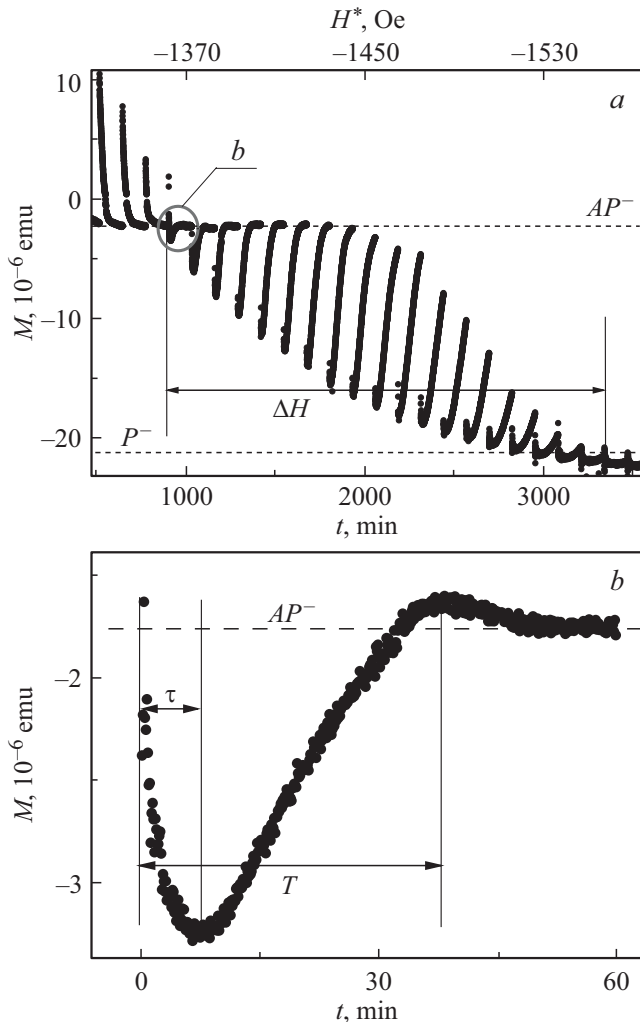 H*, Oe
−1370 −1450 −1530
10 a
b
0
AP−
M, 10−6 emu
−10
ΔH
P−
−20
1000 2000 3000
t, min
b
AP−
−2
τ
M, 10−6 emu
T
−3
0 30 60
t, min